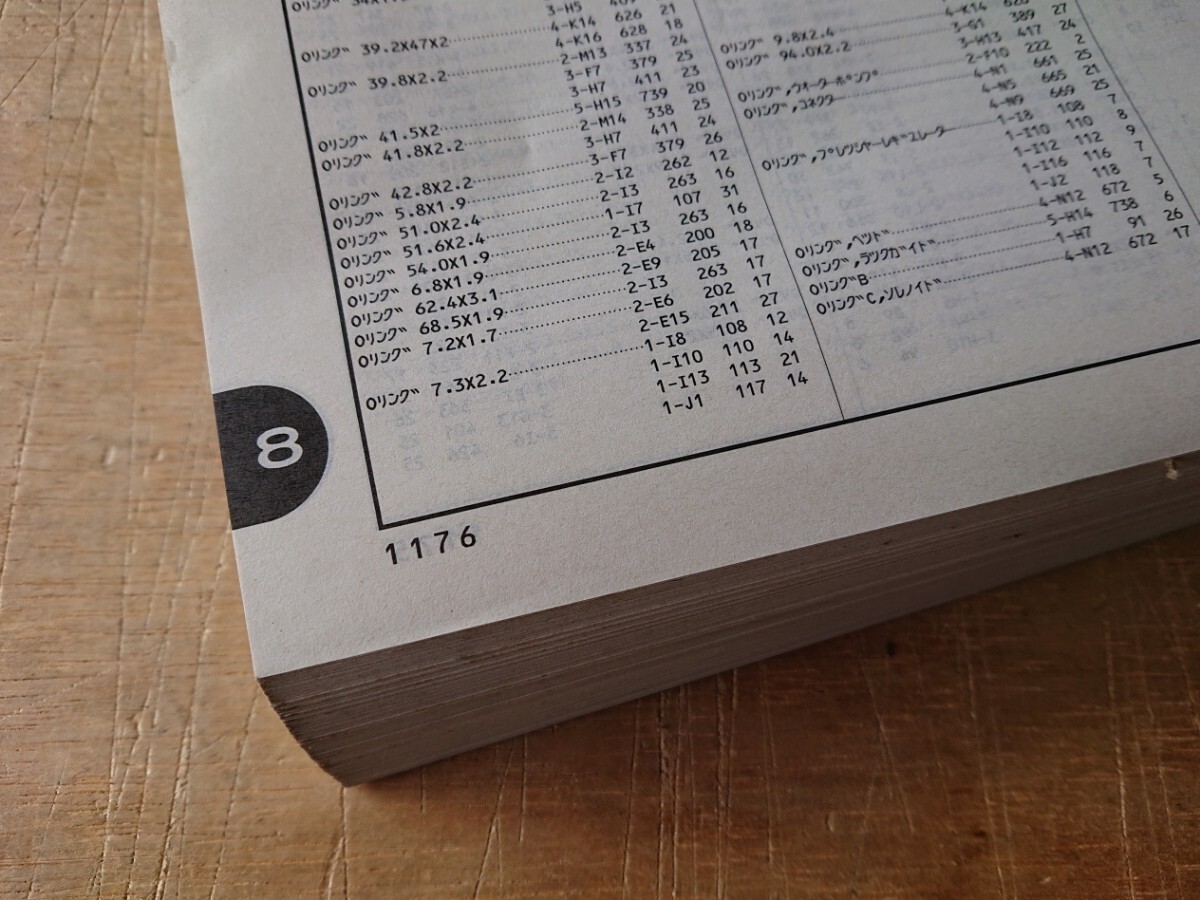 3-H5
4-K14 626 21
Oリング゛ 39.2X47X2 4-K16 628 18
Oリング゛ 39.8X2.2 2-M13 337 24
3-F7 379 25
3-H7 411 23
Oリング゛ 41.5X2 5-H15 739 20
Oリング゛ 41.8X2.2 2-M14 338 25
3-H7 411 24
Oリング゛ 42.8X2.2 3-F7 379 26
Oリング゛ 5.8X1.9 2-I2 262 12
Oリング゛ 51.0X2.4 2-I3 263 16
Oリング゛ 51.6X2.4 1-I7 107 31
Oリング゛ 54.0X1.9 2-I3 263 16
Oリング゛ 6.8X1.9 2-E4 200 18
Oリング゛ 62.4X3.1 2-E9 205 17
Oリング゛ 68.5X1.9 2-I3 263 17
Oリング゛ 7.2X1.7 2-E6 202 17
2-E15 211 27
Oリング゛ 7.3X2.2 1-I8 108 12
1-I10 110 14
1-I13 113 21
1-J1 117 14
4-K14
Oリング゛ 9.8X2.4 3-G1 389 27
Oリング゛ 94.0X2.2 3-H13 417 24
Oリング゛,ウォーターポンプ 2-F10 222 2
Oリング゛,コネクター 4-N1 661 25
4-N5 665 21
4-N9 669 25
Oリング゛,プレツシャーレキ゛ユレーター 1-I8 108 7
1-I10 110 8
1-I12 112 9
1-I16 116 7
1-J2 118 7
Oリング゛,ヘツド゛ 4-N12 672 5
Oリング゛,ラツクカ゛イド゛ 5-H14 738 6
Oリング゛B 1-H7 91 26
Oリング゛C,ソレノイド゛ 4-N12 672 17
8
1176